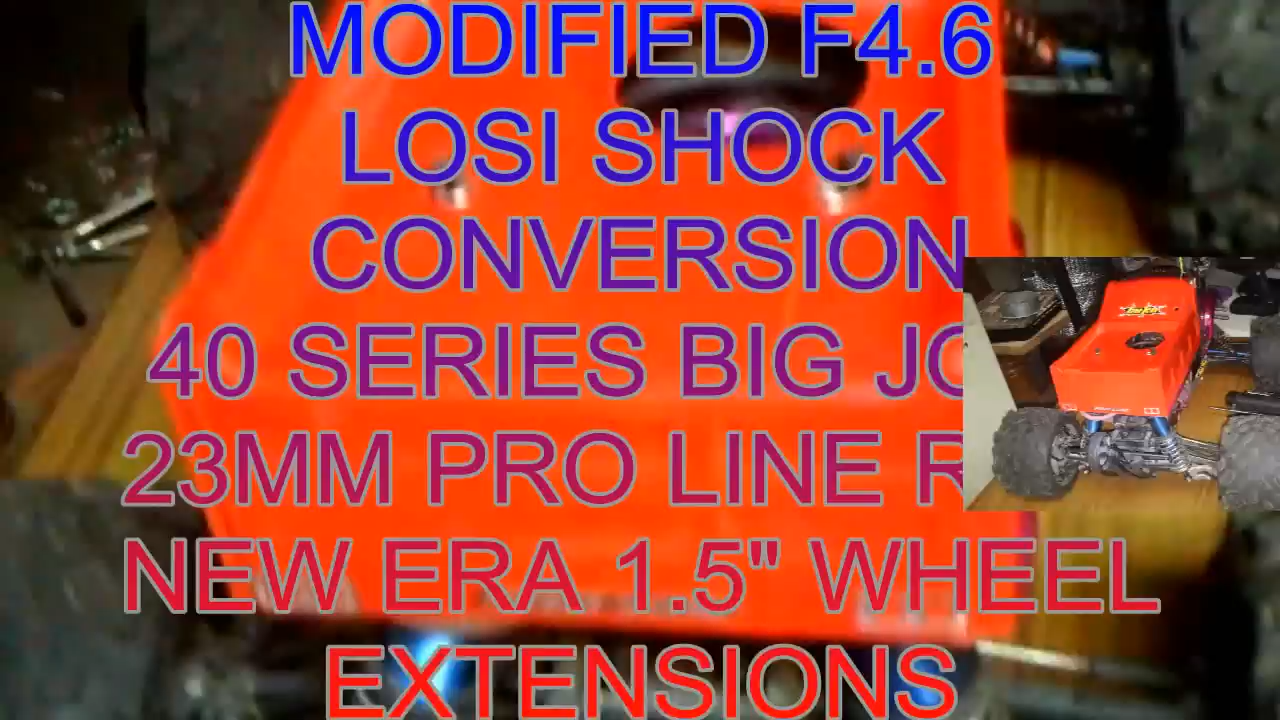 MODIFIED F4.6
LOSI SHOCK
CONVERSION
40 SERIES BIG
23MM PRO LINE
NEW ERA 1.5" WHEEL
EXTENSIONS